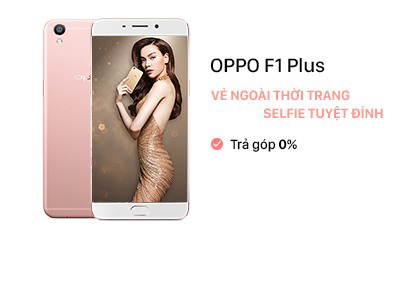 OPPO F1 Plus
VẺ NGOÀI THỜI TRANG
SELFIE TUYỆT ĐỈNH
Trả góp 0%